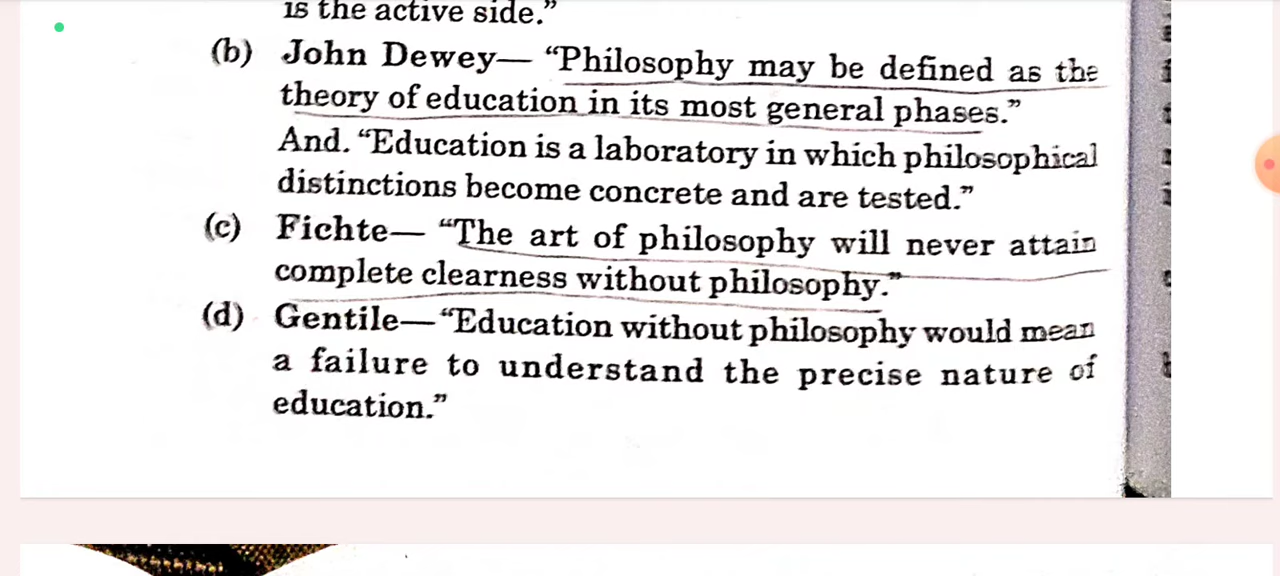 is the active side.”
(b) John Dewey— “Philosophy may be defined as the
theory of education in its most general phases.”
And. “Education is a laboratory in which philosophical
distinctions become concrete and are tested.”
(c) Fichte— “The art of philosophy will never attain
complete clearness without philosophy.”
(d) Gentile—“Education without philosophy would mean
a failure to understand the precise nature of
education.”